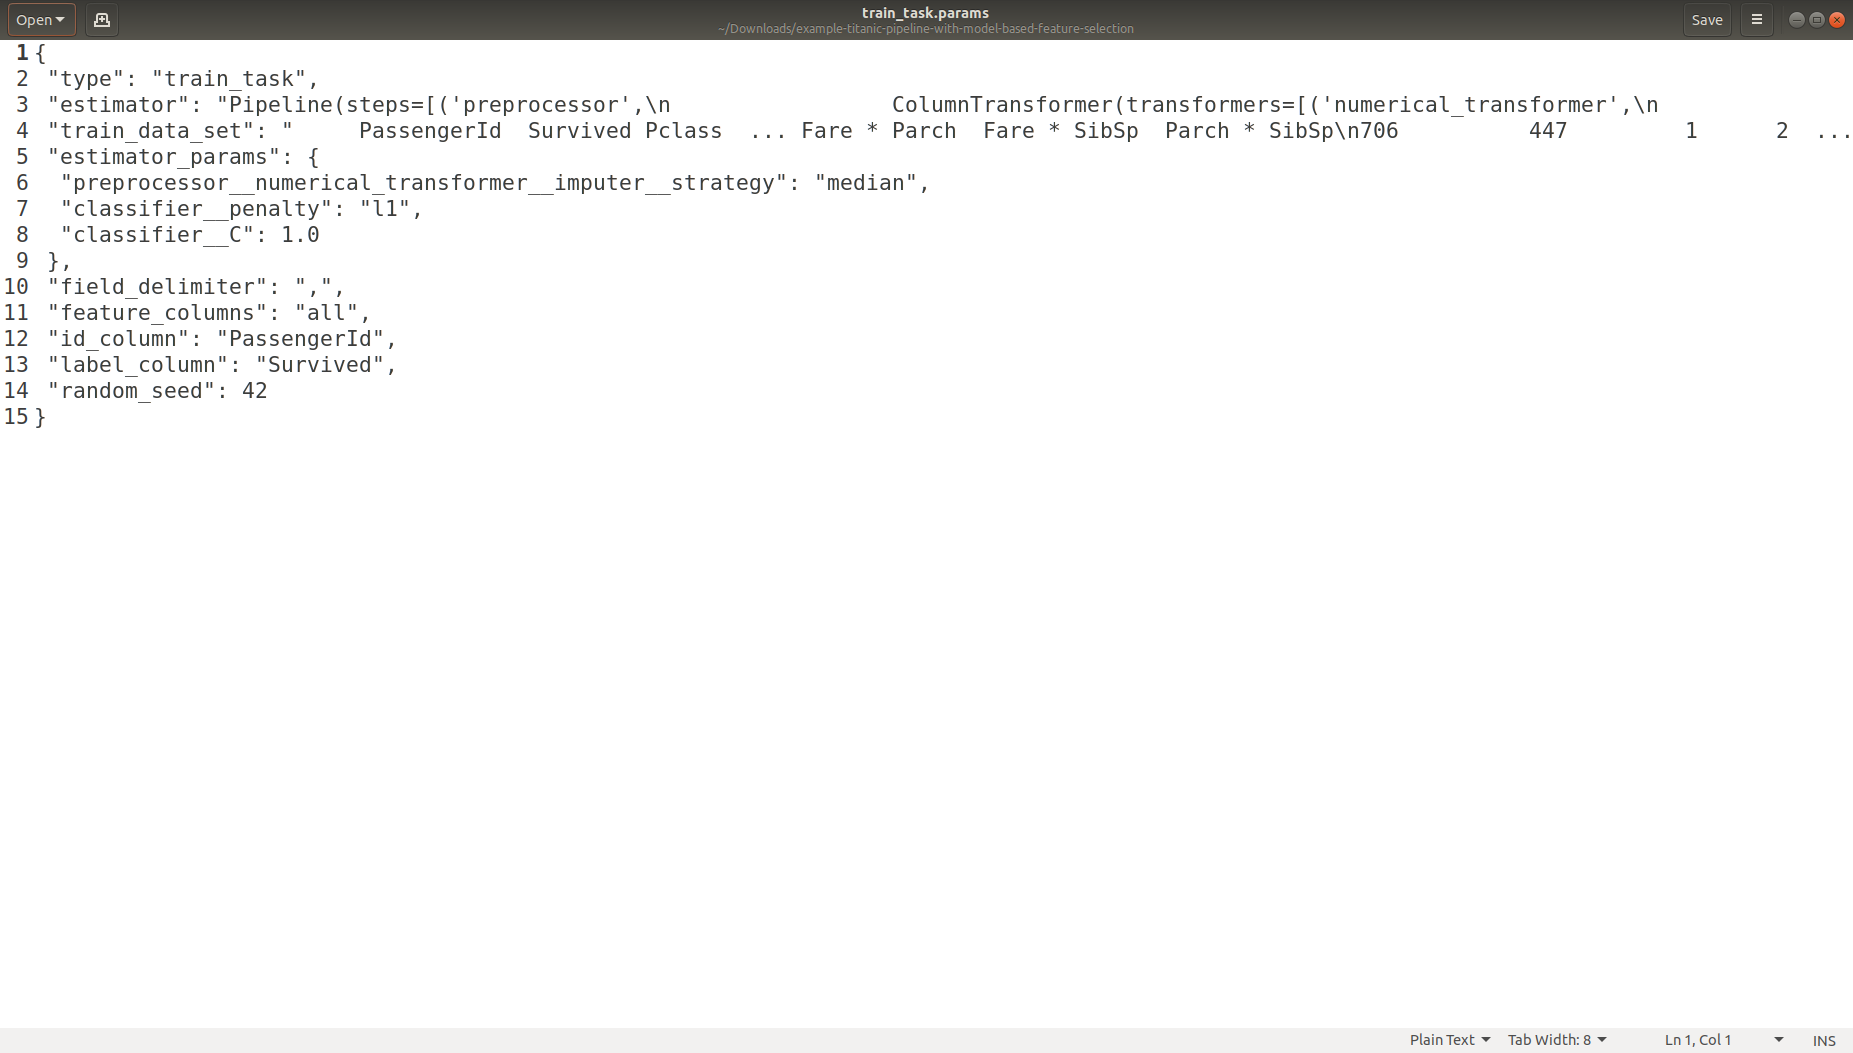 Open
train_task.params
~/Downloads/example-titanic-pipeline-with-model-based-feature-selection
Save
1 {
2  "type": "train_task",
3  "estimator": "Pipeline(steps=[('preprocessor',\n                 ColumnTransformer(transformers=[('numerical_transformer',\n
4  "train_data_set": "     PassengerId  Survived Pclass  ... Fare * Parch  Fare * SibSp  Parch * SibSp\n706          447         1      2  ...
5  "estimator_params": {
6   "preprocessor__numerical_transformer__imputer__strategy": "median",
7   "classifier__penalty": "l1",
8   "classifier__C": 1.0
9  },
10  "field_delimiter": ",",
11  "feature_columns": "all",
12  "id_column": "PassengerId",
13  "label_column": "Survived",
14  "random_seed": 42
15 }
Plain Text Tab Width: 8 Ln 1, Col 1 INS